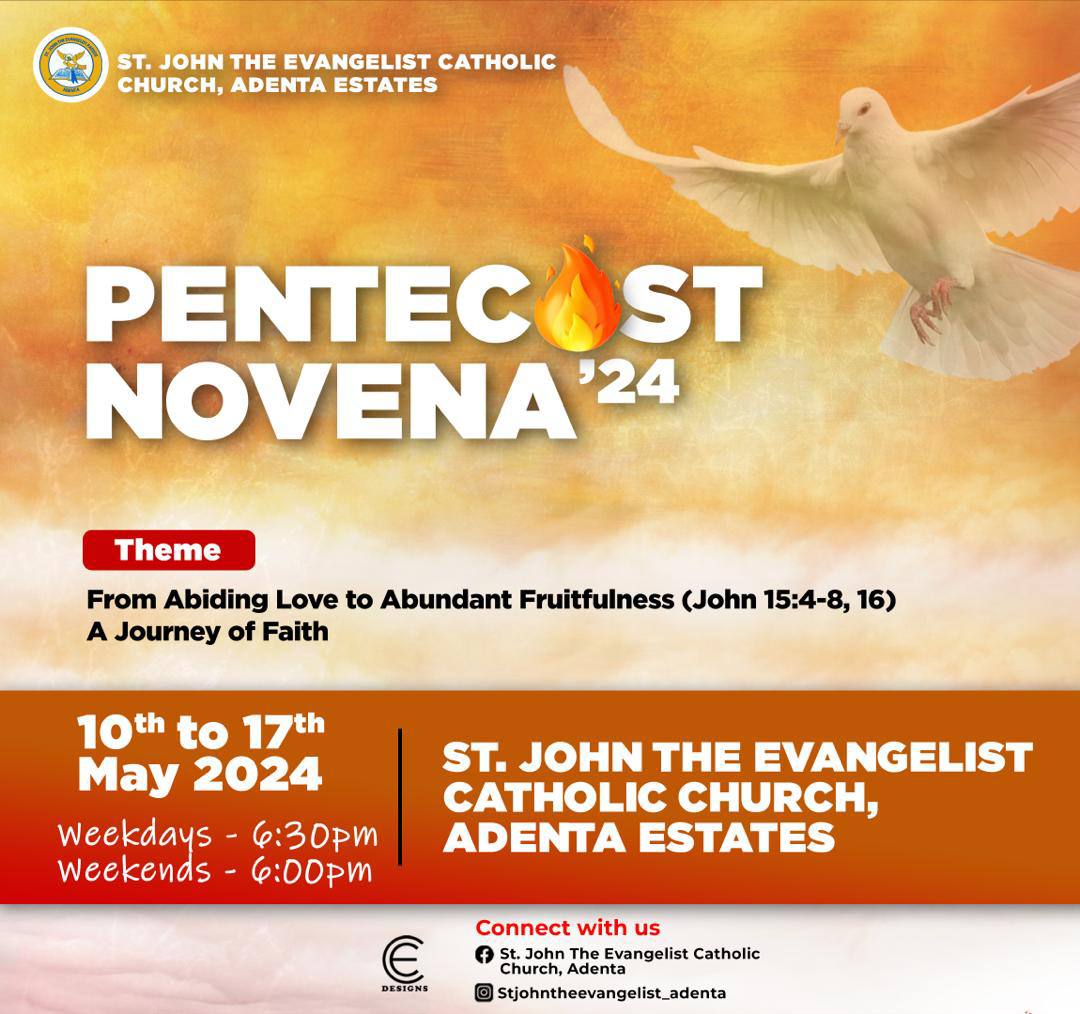 ST. JOHN THE EVANGELIST CATHOLIC
CHURCH, ADENTA ESTATES
PENTECOST
NOVENA '24
Theme
From Abiding Love to Abundant Fruitfulness (John 15:4-8, 16)
A Journey of Faith
10th to 17th
May 2024
Weekdays - 6:30pm
Weekends - 6:00pm
ST. JOHN THE EVANGELIST
CATHOLIC CHURCH,
ADENTA ESTATES
Connect with us
St. John The Evangelist Catholic
Church, Adenta
Stjohntheevangelist_adenta
CE
DESIGNS